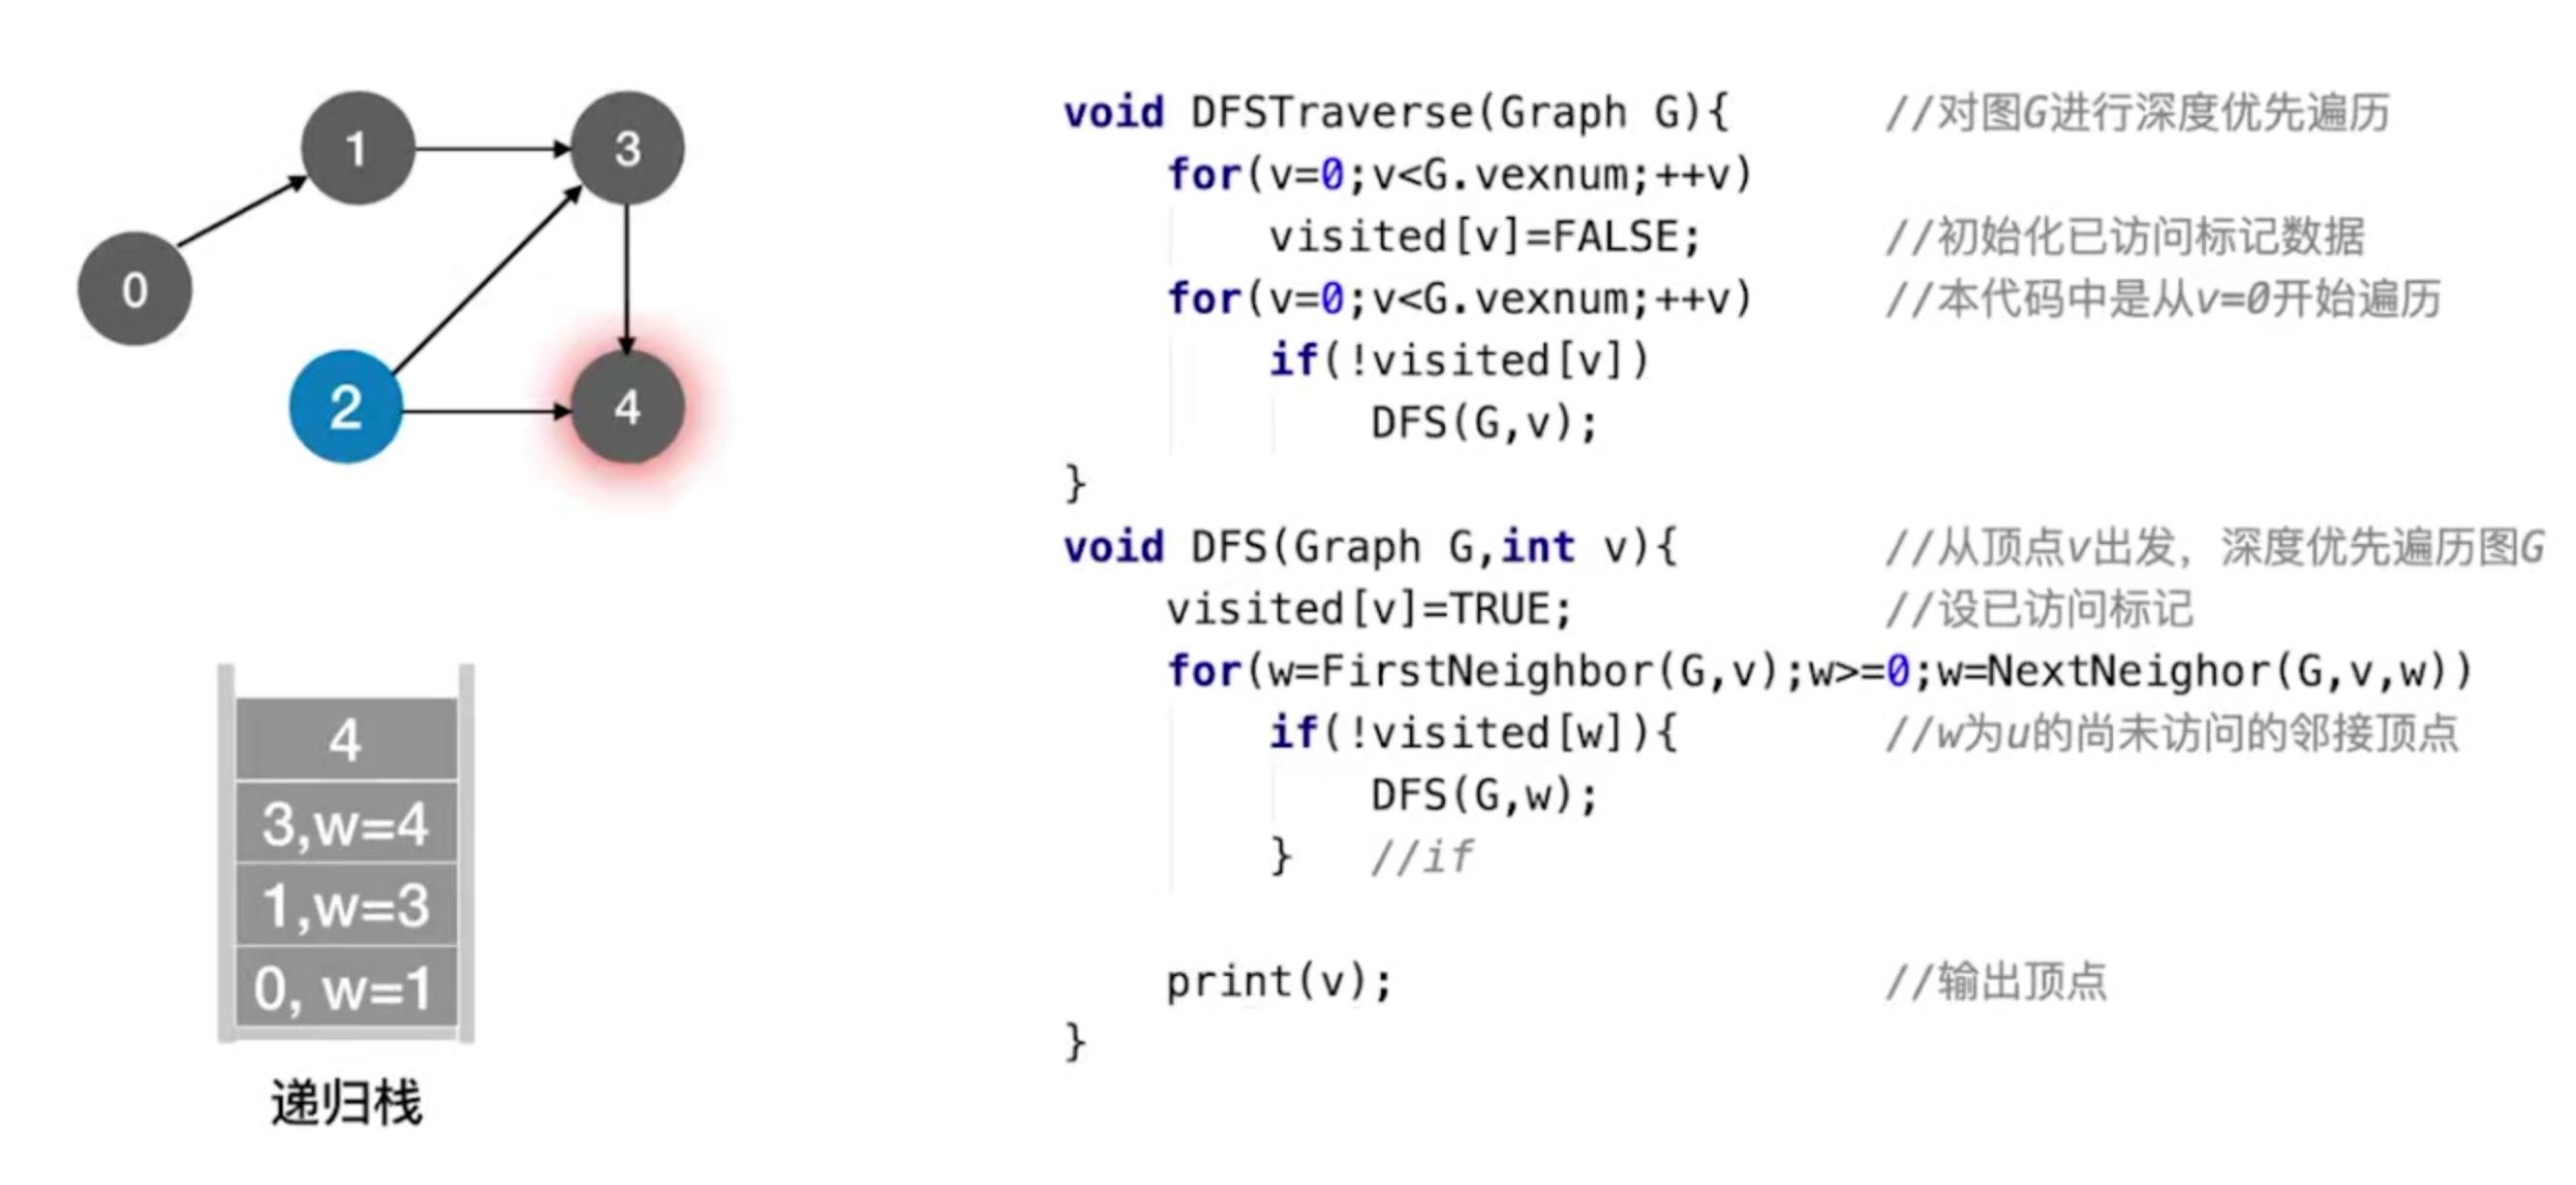 1
3
0
2
4
4
3,w=4
1,w=3
0, w=1
递归栈
void DFSTraverse(Graph G){ //对图G进行深度优先遍历
for(v=0;v<G.vexnum;++v)
visited[v]=FALSE; //初始化已访问标记数据
for(v=0;v<G.vexnum;++v) //本代码中是从v=0开始遍历
if(!visited[v])
DFS(G,v);
}
void DFS(Graph G,int v){ //从顶点v出发，深度优先遍历图G
visited[v]=TRUE; //设已访问标记
for(w=FirstNeighbor(G,v);w>=0;w=NextNeighor(G,v,w))
if(!visited[w]){ //w为u的尚未访问的邻接顶点
DFS(G,w);
} //if
print(v); //输出顶点
}